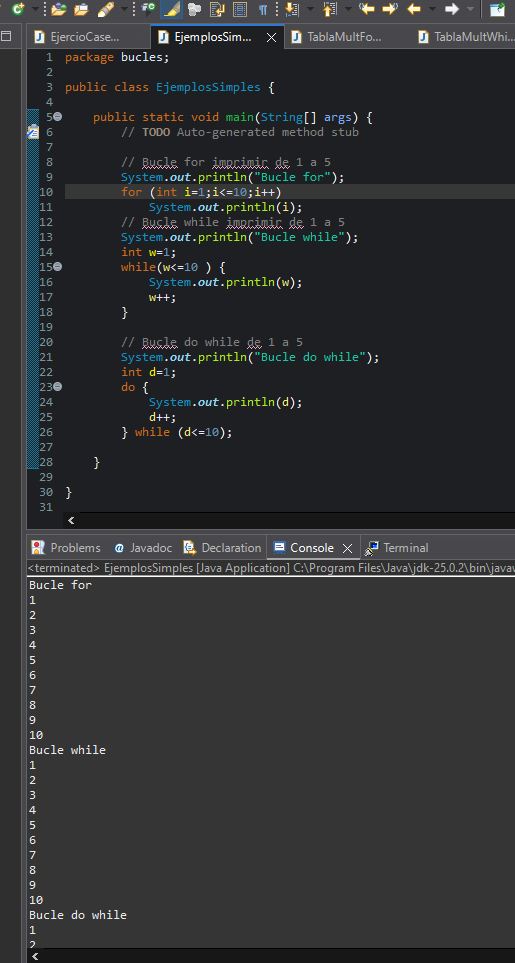 EjercioCase...
EjemplosSim...
TablaMultFo...
TablaMultWhi...
1 package bucles;
2
3 public class EjemplosSimples {
4
5 public static void main(String[] args) {
6 // TODO Auto-generated method stub
7
8 // Bucle for imprimir de 1 a 5
9 System.out.println("Bucle for");
10 for (int i=1;i<=10;i++)
11 System.out.println(i);
12 // Bucle while imprimir de 1 a 5
13 System.out.println("Bucle while");
14 int w=1;
15 while(w<=10 ) {
16 System.out.println(w);
17 w++;
18 }
19
20 // Bucle do while de 1 a 5
21 System.out.println("Bucle do while");
22 int d=1;
23 do {
24 System.out.println(d);
25 d++;
26 } while (d<=10);
27
28 }
29
30 }
31
Problems @ Javadoc Declaration Console Terminal
<terminated> EjemplosSimples [Java Application] C:\Program Files\Java\jdk-25.0.2\bin\javaw
Bucle for
1
2
3
4
5
6
7
8
9
10
Bucle while
1
2
3
4
5
6
7
8
9
10
Bucle do while
1
2